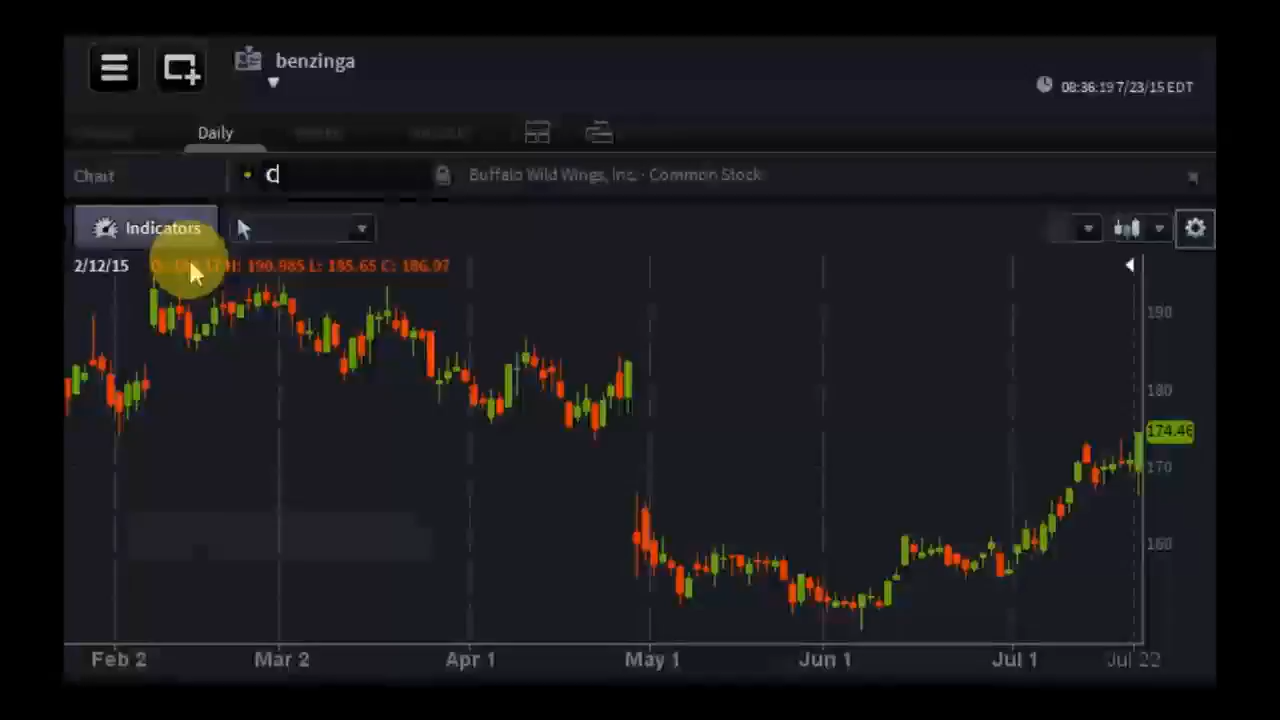 benzinga
08:36:19 7/23/15 EDT
Daily
Chart
c
Buffalo Wild Wings, Inc. · Common Stock
Indicators
2/12/15
H: 190.985 L: 185.65 C: 186.97
190
180
174.46
170
160
Feb 2 Mar 2 Apr 1 May 1 Jun 1 Jul 1 Jul 22